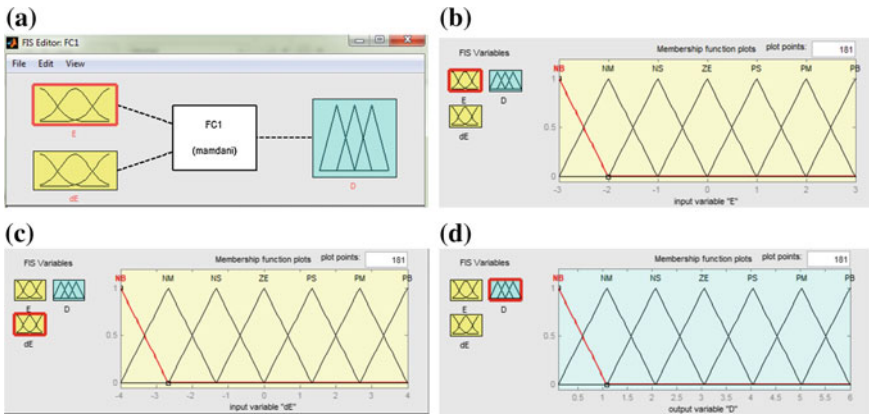 (a)
FIS Editor: FC1
File Edit View
E
dE
FC1
(mamdani)
D
(b)
FIS Variables
E
D
dE
Membership function plots
plot points:
181
NB NM NS ZE PS PM PB
1
0.5
0
-3 -2 -1 0 1 2 3
input variable "E"
(c)
FIS Variables
E
D
dE
Membership function plots
plot points:
181
NB NM NS ZE PS PM PB
1
0.5
0
-4 -3 -2 -1 0 1 2 3 4
input variable "dE"
(d)
FIS Variables
E
D
dE
Membership function plots
plot points:
181
NB NM NS ZE PS PM PB
1
0.5
0
0.5 1 1.5 2 2.5 3 3.5 4 4.5 5 5.5 6
output variable "D"